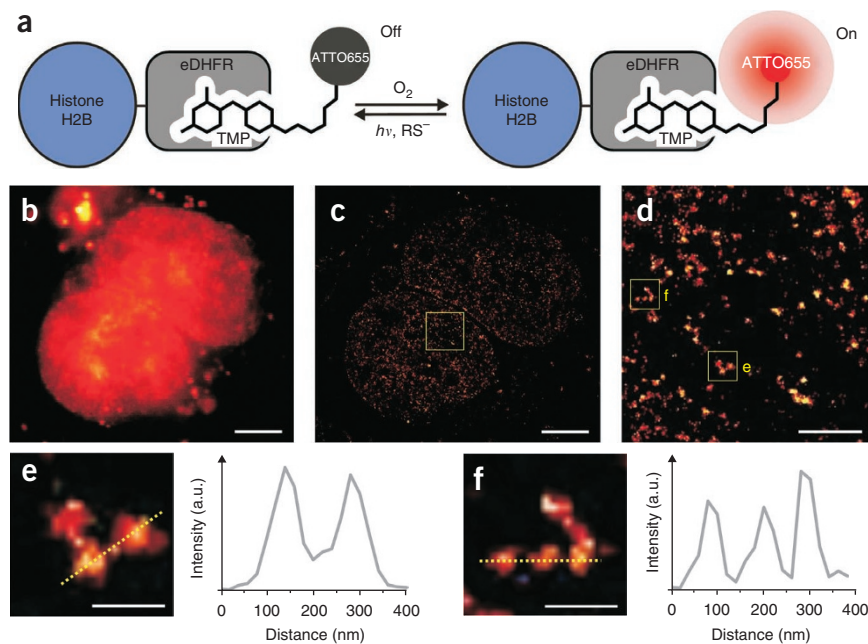 a
Off
On
Histone
H2B
eDHFR
TMP
ATTO655
O₂
hν, RS⁻
Histone
H2B
eDHFR
TMP
ATTO655
b
c
d
f
e
e
Intensity (a.u.)
0 100 200 300 400
Distance (nm)
f
Intensity (a.u.)
0 100 200 300 400
Distance (nm)